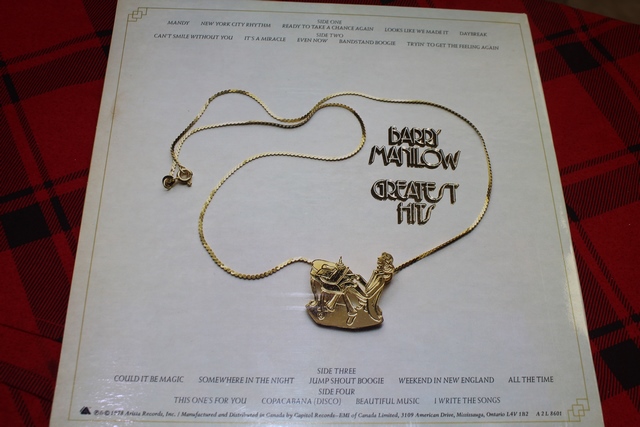 SIDE ONE
MANDY NEW YORK CITY RHYTHM READY TO TAKE A CHANCE AGAIN LOOKS LIKE WE MADE IT DAYBREAK
SIDE TWO
CAN'T SMILE WITHOUT YOU IT'S A MIRACLE EVEN NOW BANDSTAND BOOGIE TRYIN' TO GET THE FEELING AGAIN
BARRY
MANILOW
GREATEST
HITS
SIDE THREE
COULD IT BE MAGIC SOMEWHERE IN THE NIGHT JUMP SHOUT BOOGIE WEEKEND IN NEW ENGLAND ALL THE TIME
SIDE FOUR
THIS ONE'S FOR YOU COPACABANA (DISCO) BEAUTIFUL MUSIC I WRITE THE SONGS
℗ © 1978 Arista Records, Inc. / Manufactured and Distributed in Canada by Capitol Records-EMI of Canada Limited, 3109 American Drive, Mississauga, Ontario L4V 1B2 A 2 L 8601